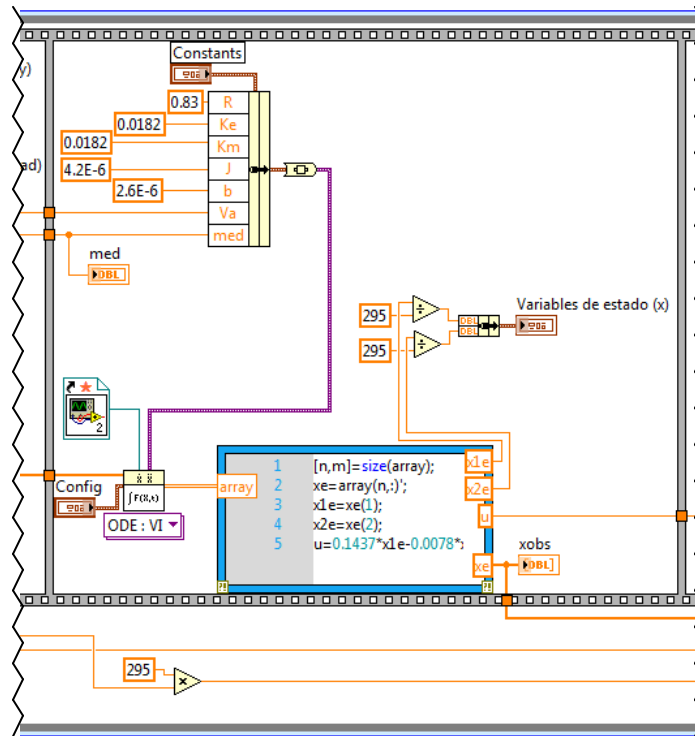 Constants
y)
0.83 R
0.0182 Ke
0.0182 Km
ad)
4.2E-6 J
2.6E-6 b
Va
med
med
DBL
Variables de estado (x)
295
DBL
DBL
295
2
1 [n,m]=size(array);
2 xe=array(n,:)';
3 x1e=xe(1);
4 x2e=xe(2);
5 u=0.1437*x1e-0.0078*
x1e
x2e
u
xe
array
Config
ẋ ẋ
∫F(X,t)
ODE : VI
xobs
DBL]
295